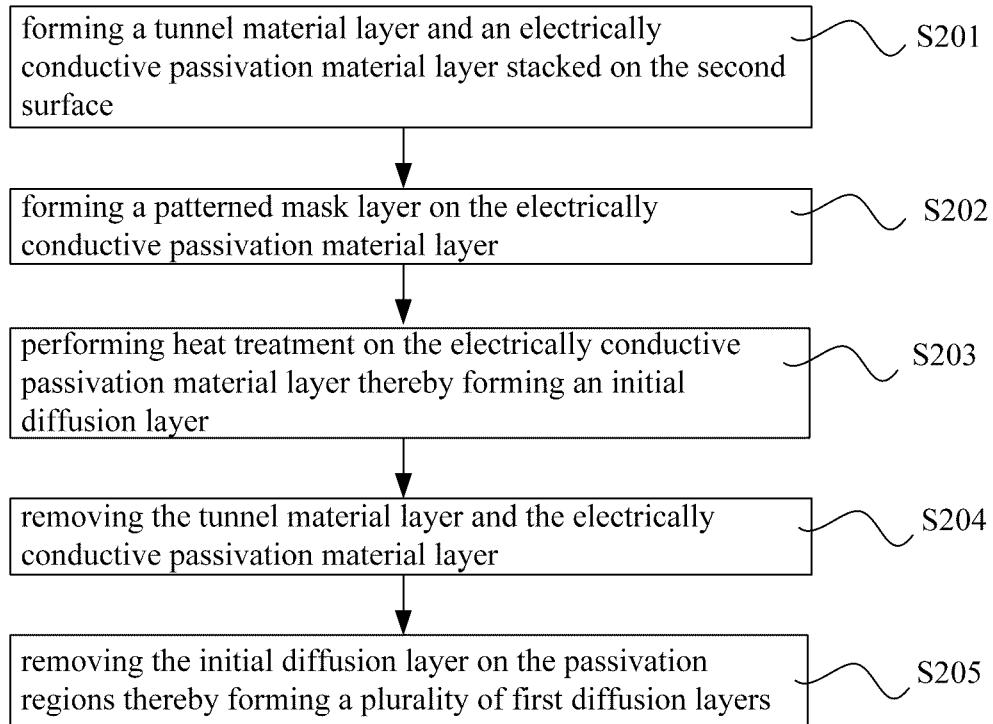 forming a tunnel material layer and an electrically
conductive passivation material layer stacked on the second
surface
S201
forming a patterned mask layer on the electrically
conductive passivation material layer
S202
performing heat treatment on the electrically conductive
passivation material layer thereby forming an initial
diffusion layer
S203
removing the tunnel material layer and the electrically
conductive passivation material layer
S204
removing the initial diffusion layer on the passivation
regions thereby forming a plurality of first diffusion layers
S205